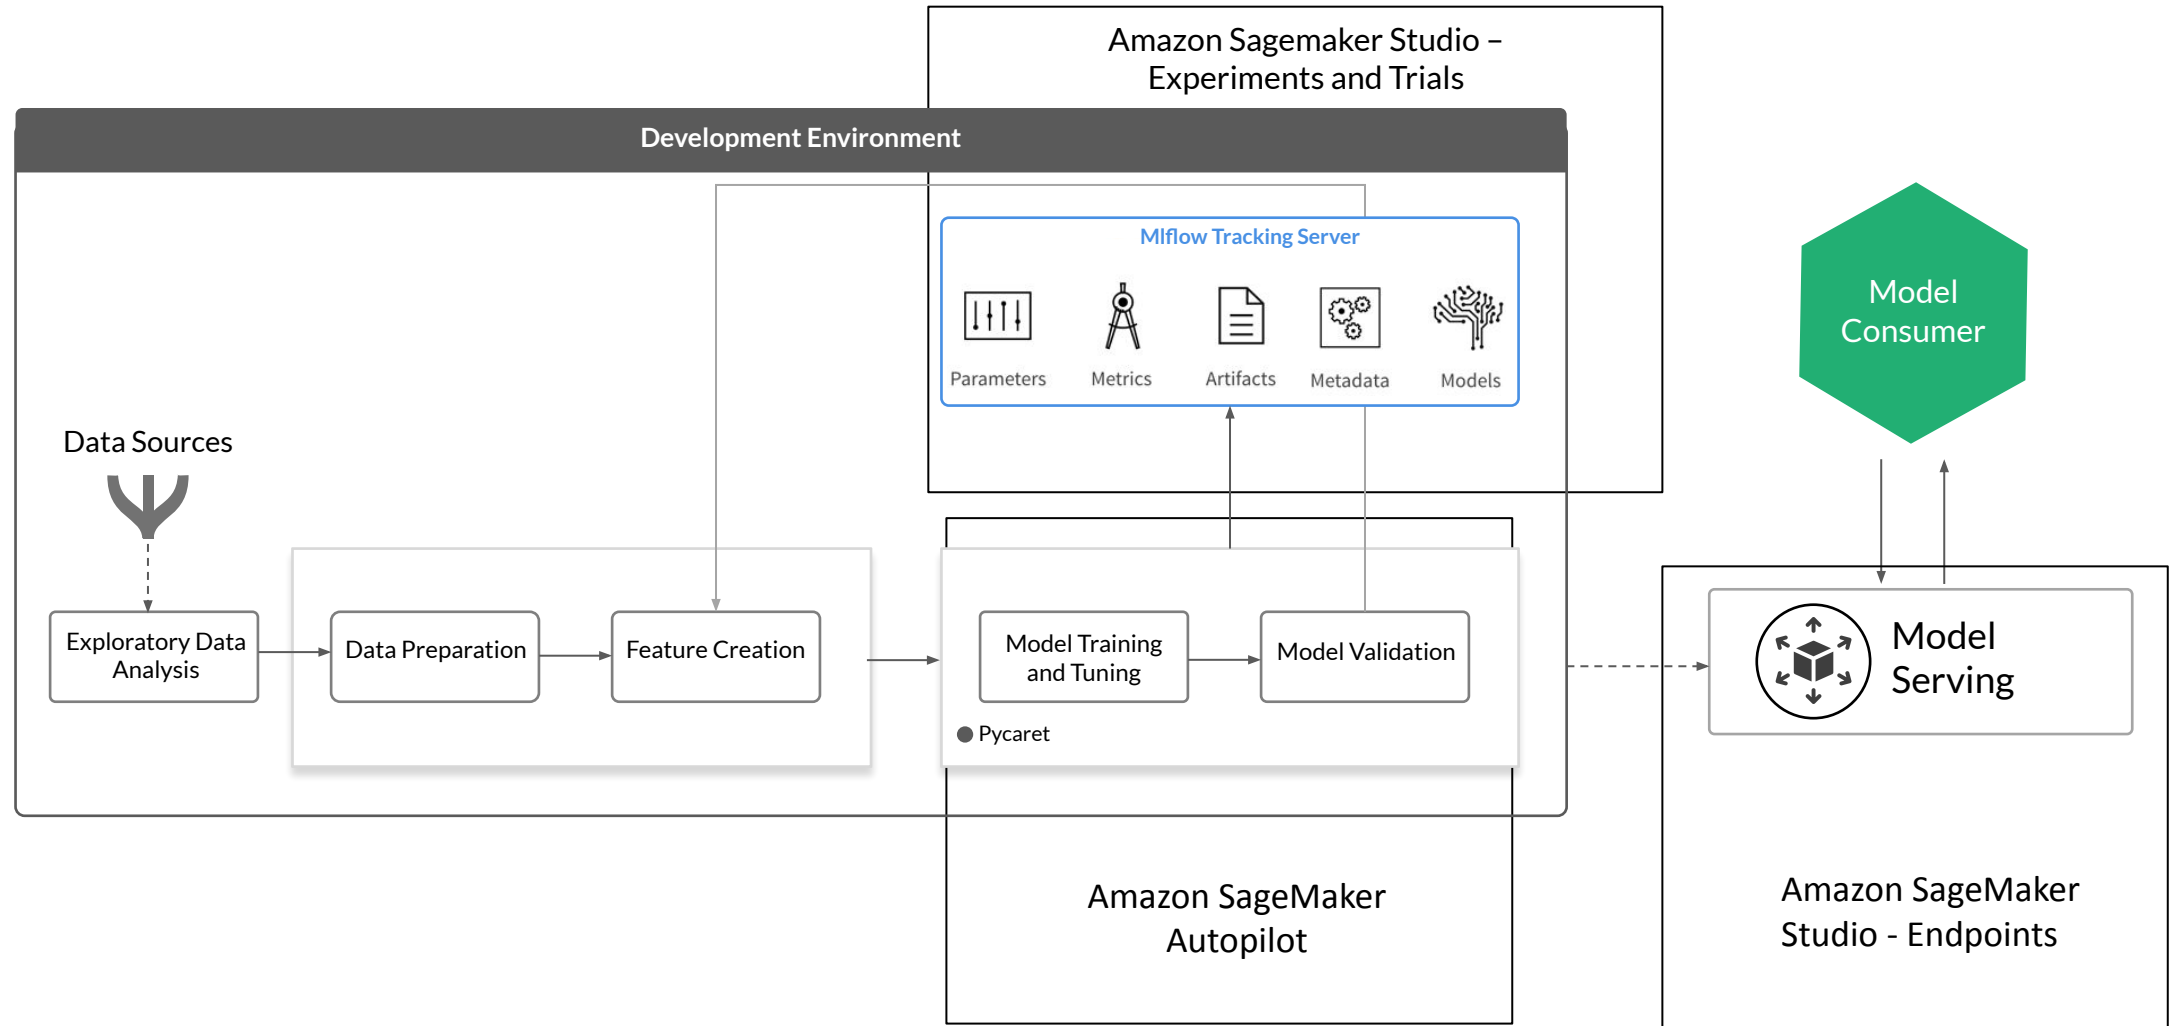 Amazon Sagemaker Studio –
Experiments and Trials
Development Environment
Mlflow Tracking Server
Parameters
Metrics
Artifacts
Metadada
Models
Model
Consumer
Data Sources
Exploratory Data
Analysis
Data Preparation
Feature Creation
Model Training
and Tuning
Model Validation
Pycaret
Model
Serving
Amazon SageMaker
Autopilot
Amazon SageMaker
Studio - Endpoints